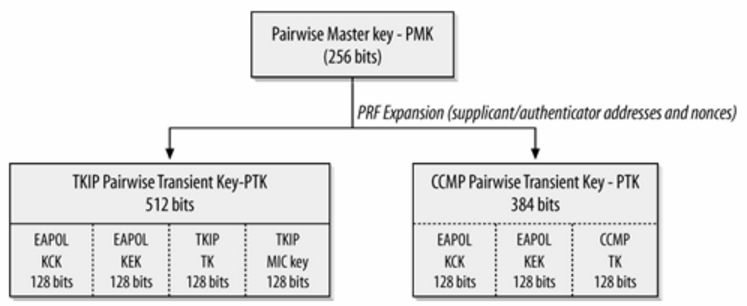 Pairwise Master key - PMK
(256 bits)
PRF Expansion (supplicant/authenticator addresses and nonces)
TKIP Pairwise Transient Key-PTK
512 bits
EAPOL
KCK
128 bits
EAPOL
KEK
128 bits
TKIP
TK
128 bits
TKIP
MIC key
128 bits
CCMP Pairwise Transient Key - PTK
384 bits
EAPOL
KCK
128 bits
EAPOL
KEK
128 bits
CCMP
TK
128 bits